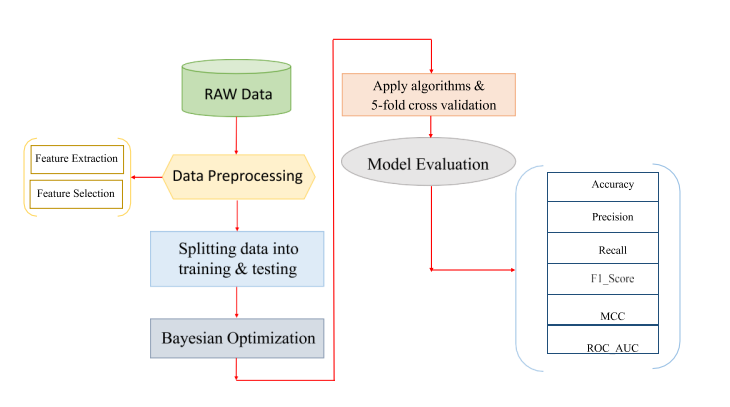 RAW Data
Data Preprocessing
Feature Extraction
Feature Selection
Splitting data into
training & testing
Bayesian Optimization
Apply algorithms &
5-fold cross validation
Model Evaluation
Accuracy
Precision
Recall
F1_Score
MCC
ROC_AUC